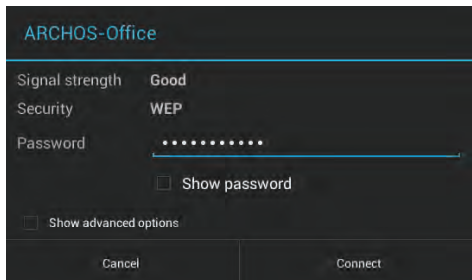 ARCHOS-Office
Signal strength Good
Security WEP
Password •••••••••••
Show password
Show advanced options
Cancel Connect